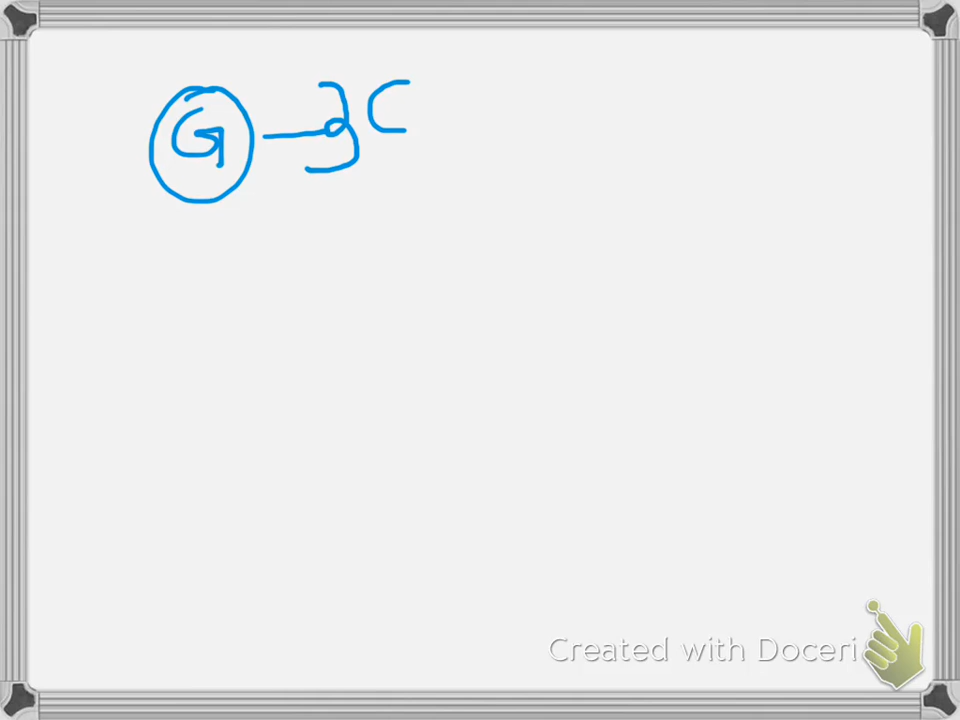 G → 3C
Created with Doceri